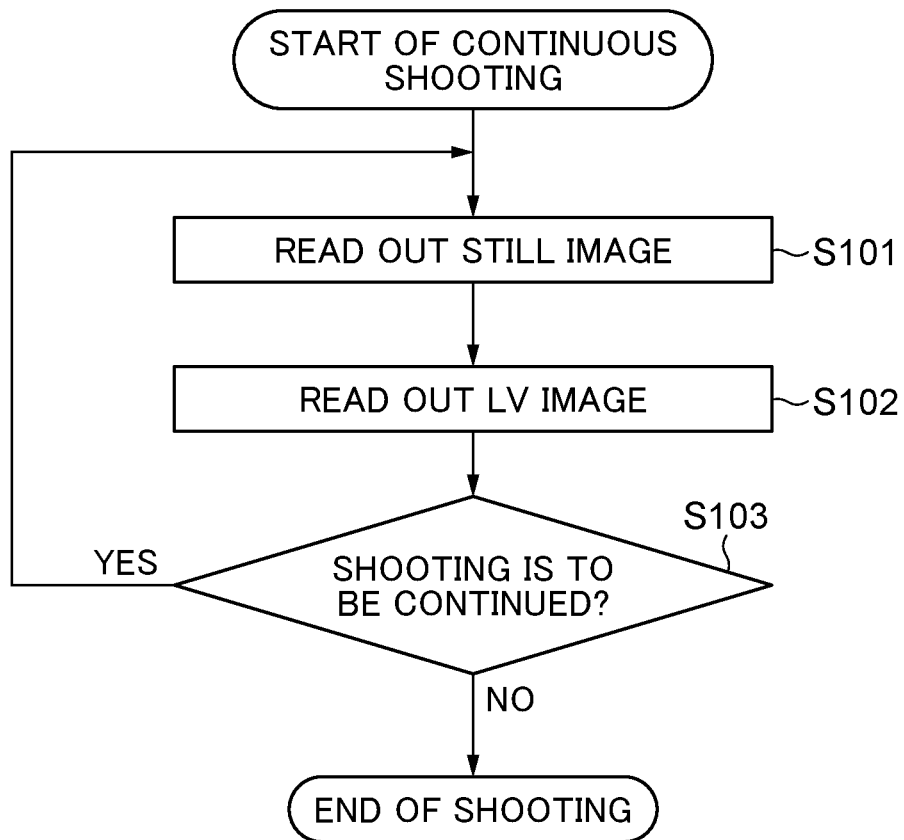 START OF CONTINUOUS
SHOOTING
READ OUT STILL IMAGE
S101
READ OUT LV IMAGE
S102
S103
YES
SHOOTING IS TO
BE CONTINUED?
NO
END OF SHOOTING